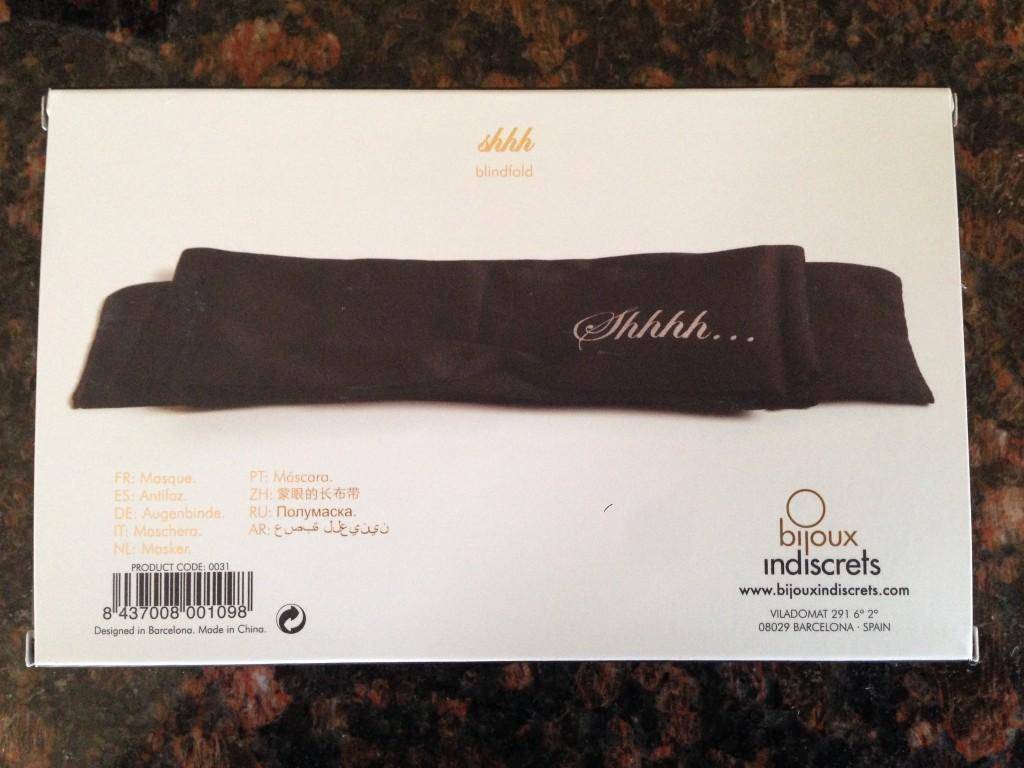 shhh
blindfold
Shhhh...
FR: Masque.
ES: Antifaz.
DE: Augenbinde.
IT: Maschera.
NL: Masker.
PT: Máscara.
ZH: 蒙眼的长布带
RU: Полумаска.
AR: عصبة للعينين
PRODUCT CODE: 0031
8 437008 001098
Designed in Barcelona. Made in China.
bijoux
indiscrets
www.bijouxindiscrets.com
VILADOMAT 291 6º 2º
08029 BARCELONA · SPAIN